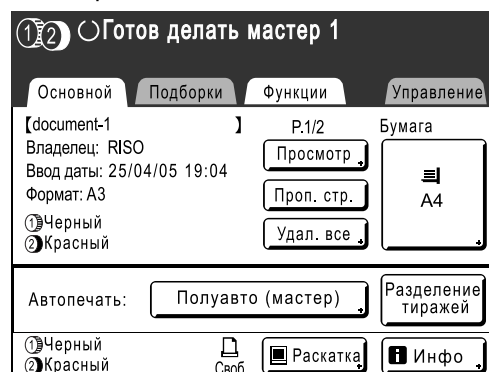 ①② Готов делать мастер 1
Основной Подборки Функции Управление
【document-1 】 P.1/2 Бумага
Владелец: RISO Просмотр
Ввод даты: 25/04/05 19:04
Формат: A3 Проп. стр. A4
①Черный
②Красный Удал. все
Автопечать: Полуавто (мастер) Разделение
тиражей
①Черный
②Красный Своб Раскатка Инфо